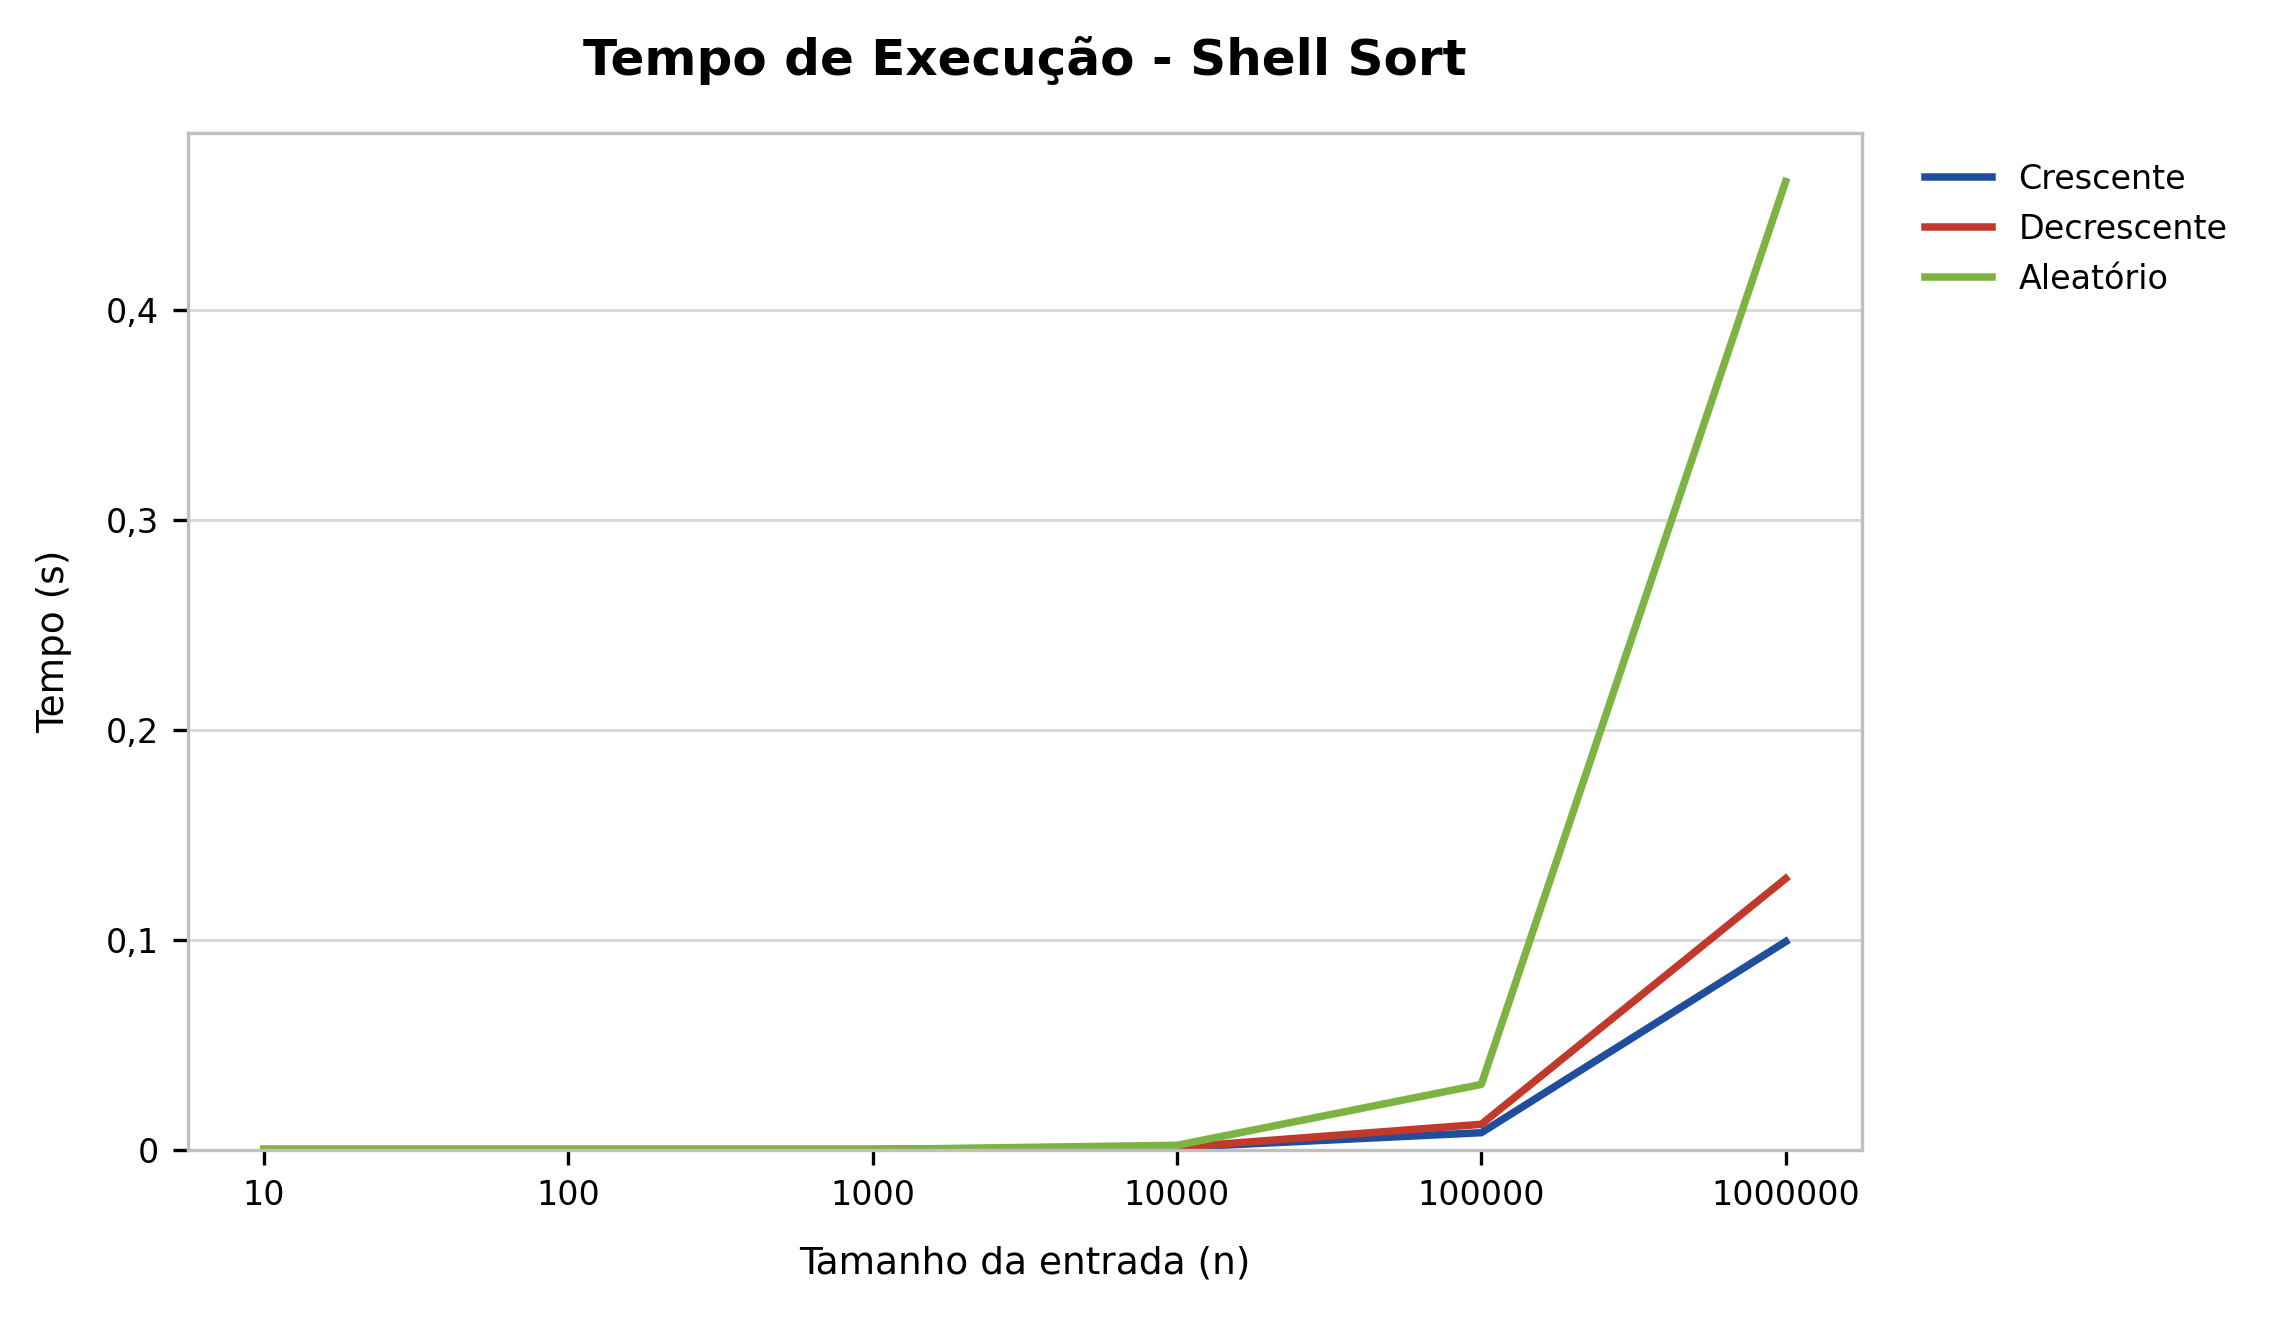 Tempo de Execução - Shell Sort
Crescente
Decrescente
Aleatório
Tempo (s)
0,4
0,3
0,2
0,1
0
10 100 1000 10000 100000 1000000
Tamanho da entrada (n)